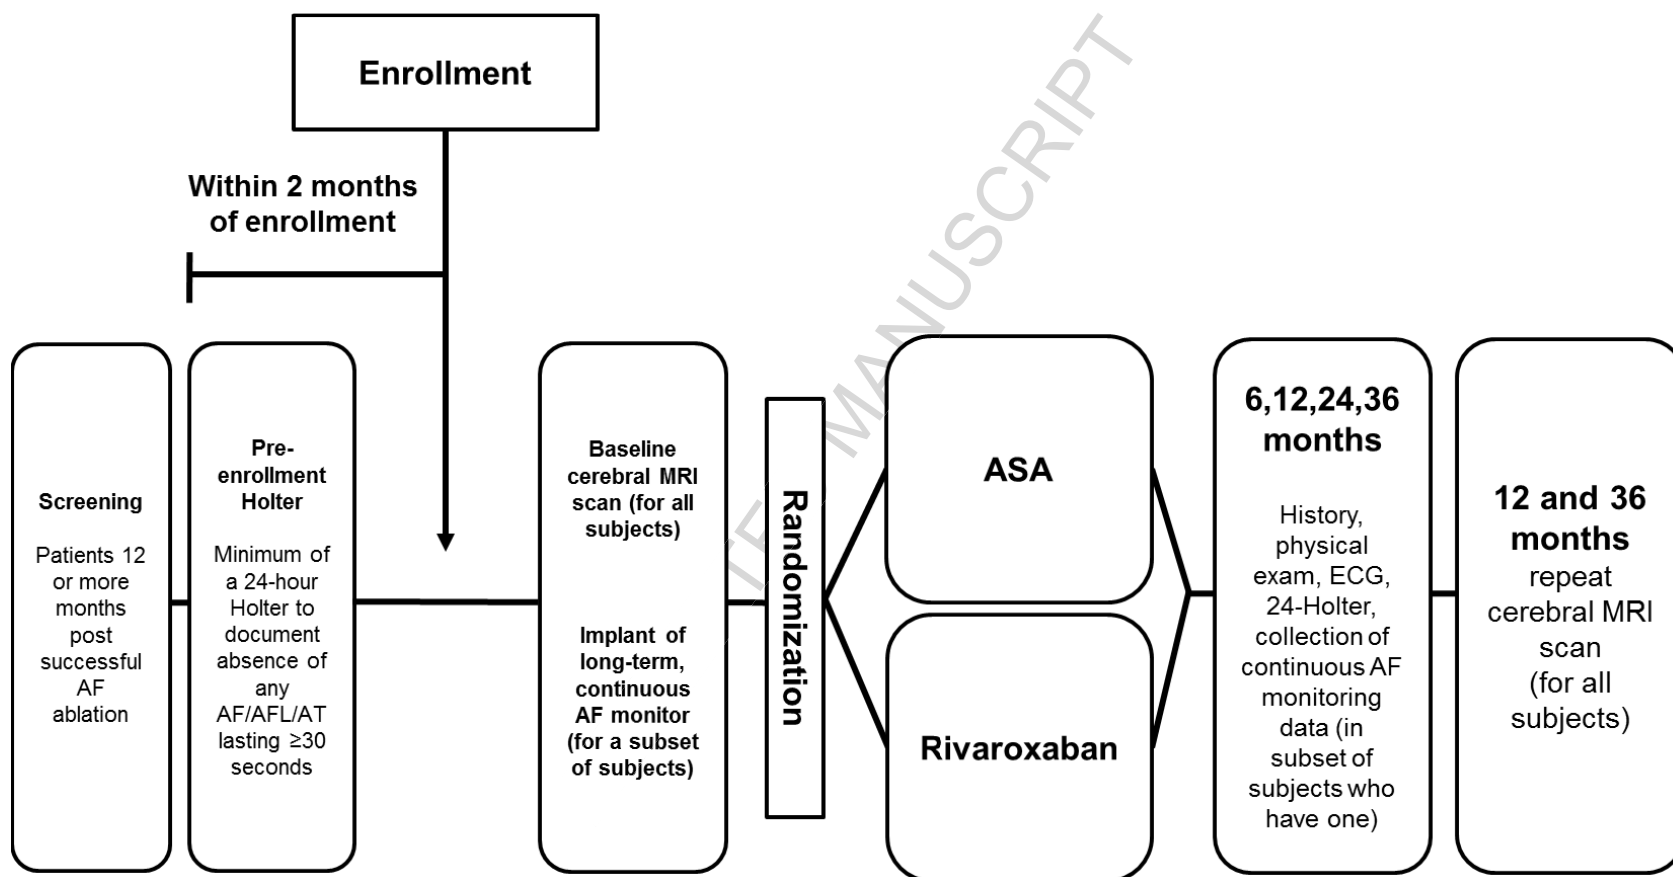 Enrollment
Within 2 months
of enrollment
Screening
Patients 12
or more
months
post
successful
AF
ablation
Pre-
enrollment
Holter
Minimum of
a 24-hour
Holter to
document
absence of
any
AF/AFL/AT
lasting ≥30
seconds
Baseline
cerebral MRI
scan (for all
subjects)
Implant of
long-term,
continuous
AF monitor
(for a subset
of subjects)
Randomization
ASA
Rivaroxaban
6,12,24,36
months
History,
physical
exam, ECG,
24-Holter,
collection of
continuous AF
monitoring
data (in
subset of
subjects who
have one)
12 and 36
months
repeat
cerebral MRI
scan
(for all
subjects)
MANUSCRIPT